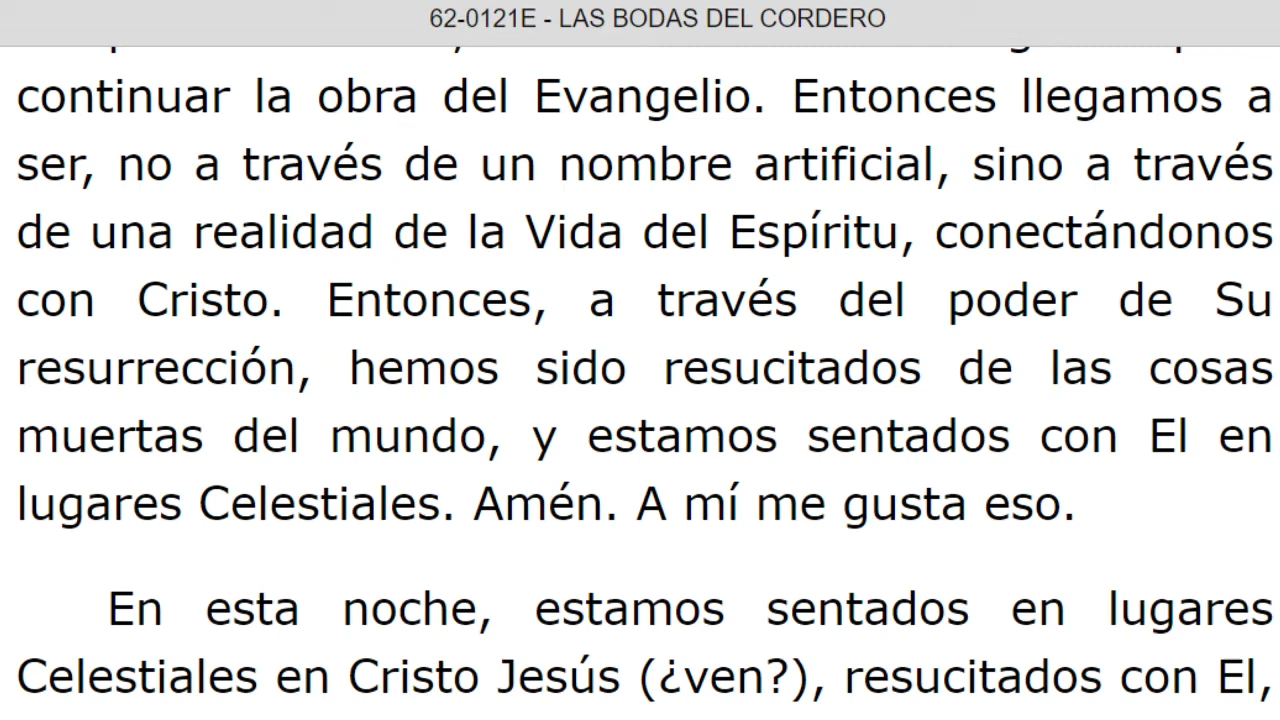 62-0121E - LAS BODAS DEL CORDERO
continuar la obra del Evangelio. Entonces llegamos a
ser, no a través de un nombre artificial, sino a través
de una realidad de la Vida del Espíritu, conectándonos
con Cristo. Entonces, a través del poder de Su
resurrección, hemos sido resucitados de las cosas
muertas del mundo, y estamos sentados con El en
lugares Celestiales. Amén. A mí me gusta eso.
En esta noche, estamos sentados en lugares
Celestiales en Cristo Jesús (¿ven?), resucitados con El,